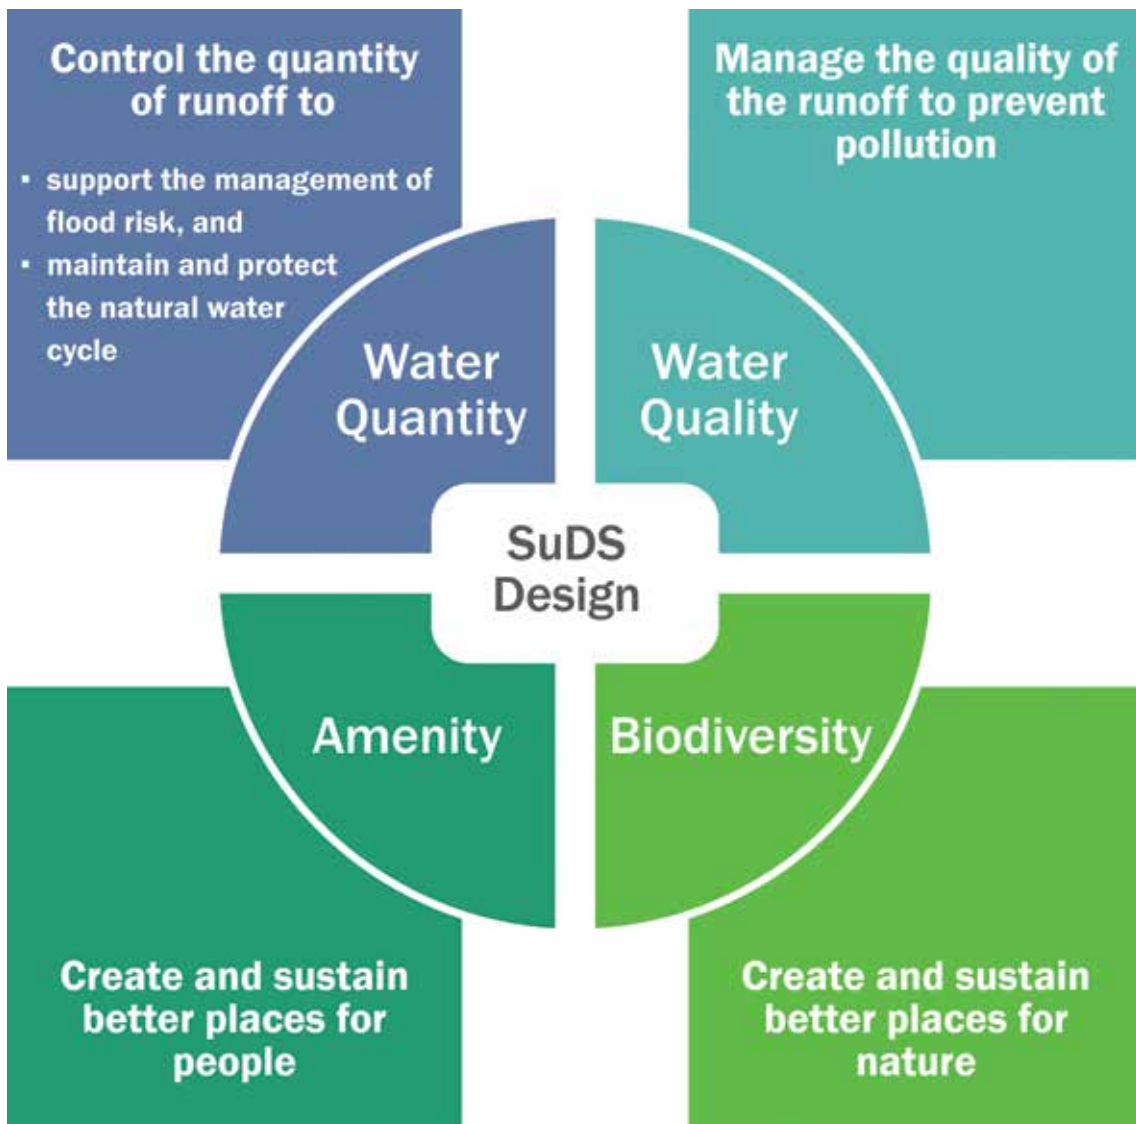 Control the quantity
of runoff to
▪ support the management of
flood risk, and
▪ maintain and protect
the natural water
cycle
Manage the quality of
the runoff to prevent
pollution
Water
Quantity
Water
Quality
SuDS
Design
Amenity
Biodiversity
Create and sustain
better places for
people
Create and sustain
better places for
nature